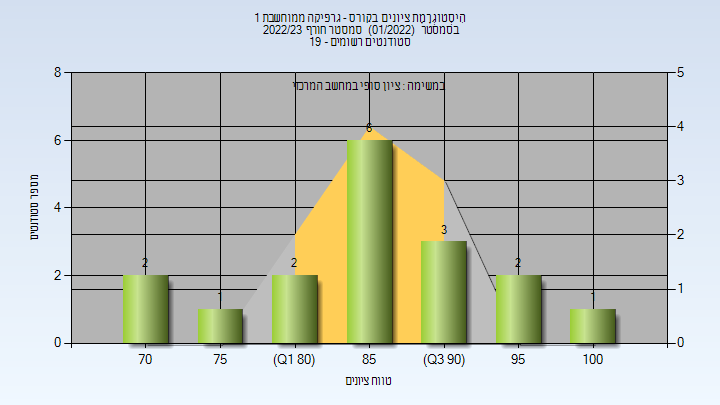 היסטוגרמת ציונים בקורס - גרפיקה ממוחשבת 1
בסמסטר (01/2022) סמסטר חורף 2022/23
סטודנטים רשומים - 19
במשימה : ציון סופי במחשב המרכזי
8
6
4
2
0
5
4
3
2
1
0
מספר סטודנטים
2
1
2
6
3
2
1
70
75
(Q1 80)
85
(Q3 90)
95
100
טווח ציונים